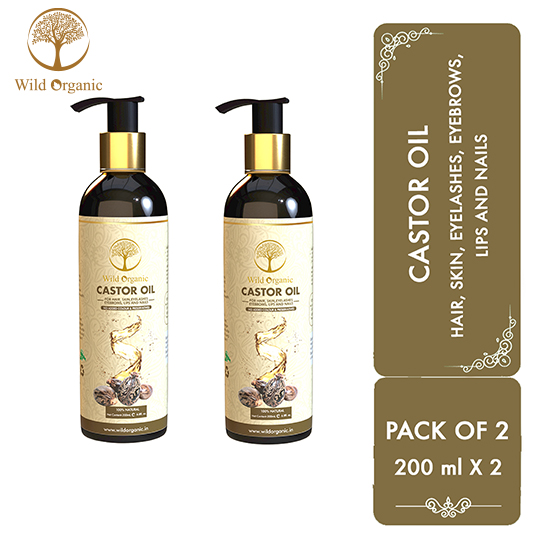 Wild Organic
Wild Organic
CASTOR OIL
FOR HAIR, SKIN, EYELASHES,
EYEBROWS, LIPS AND NAILS
100% NATURAL
www.wildorganic.in
Wild Organic
CASTOR OIL
FOR HAIR, SKIN, EYELASHES,
EYEBROWS, LIPS AND NAILS
100% NATURAL
www.wildorganic.in
CASTOR OIL
HAIR, SKIN, EYELASHES, EYEBROWS,
LIPS AND NAILS
PACK OF 2
200 ml X 2